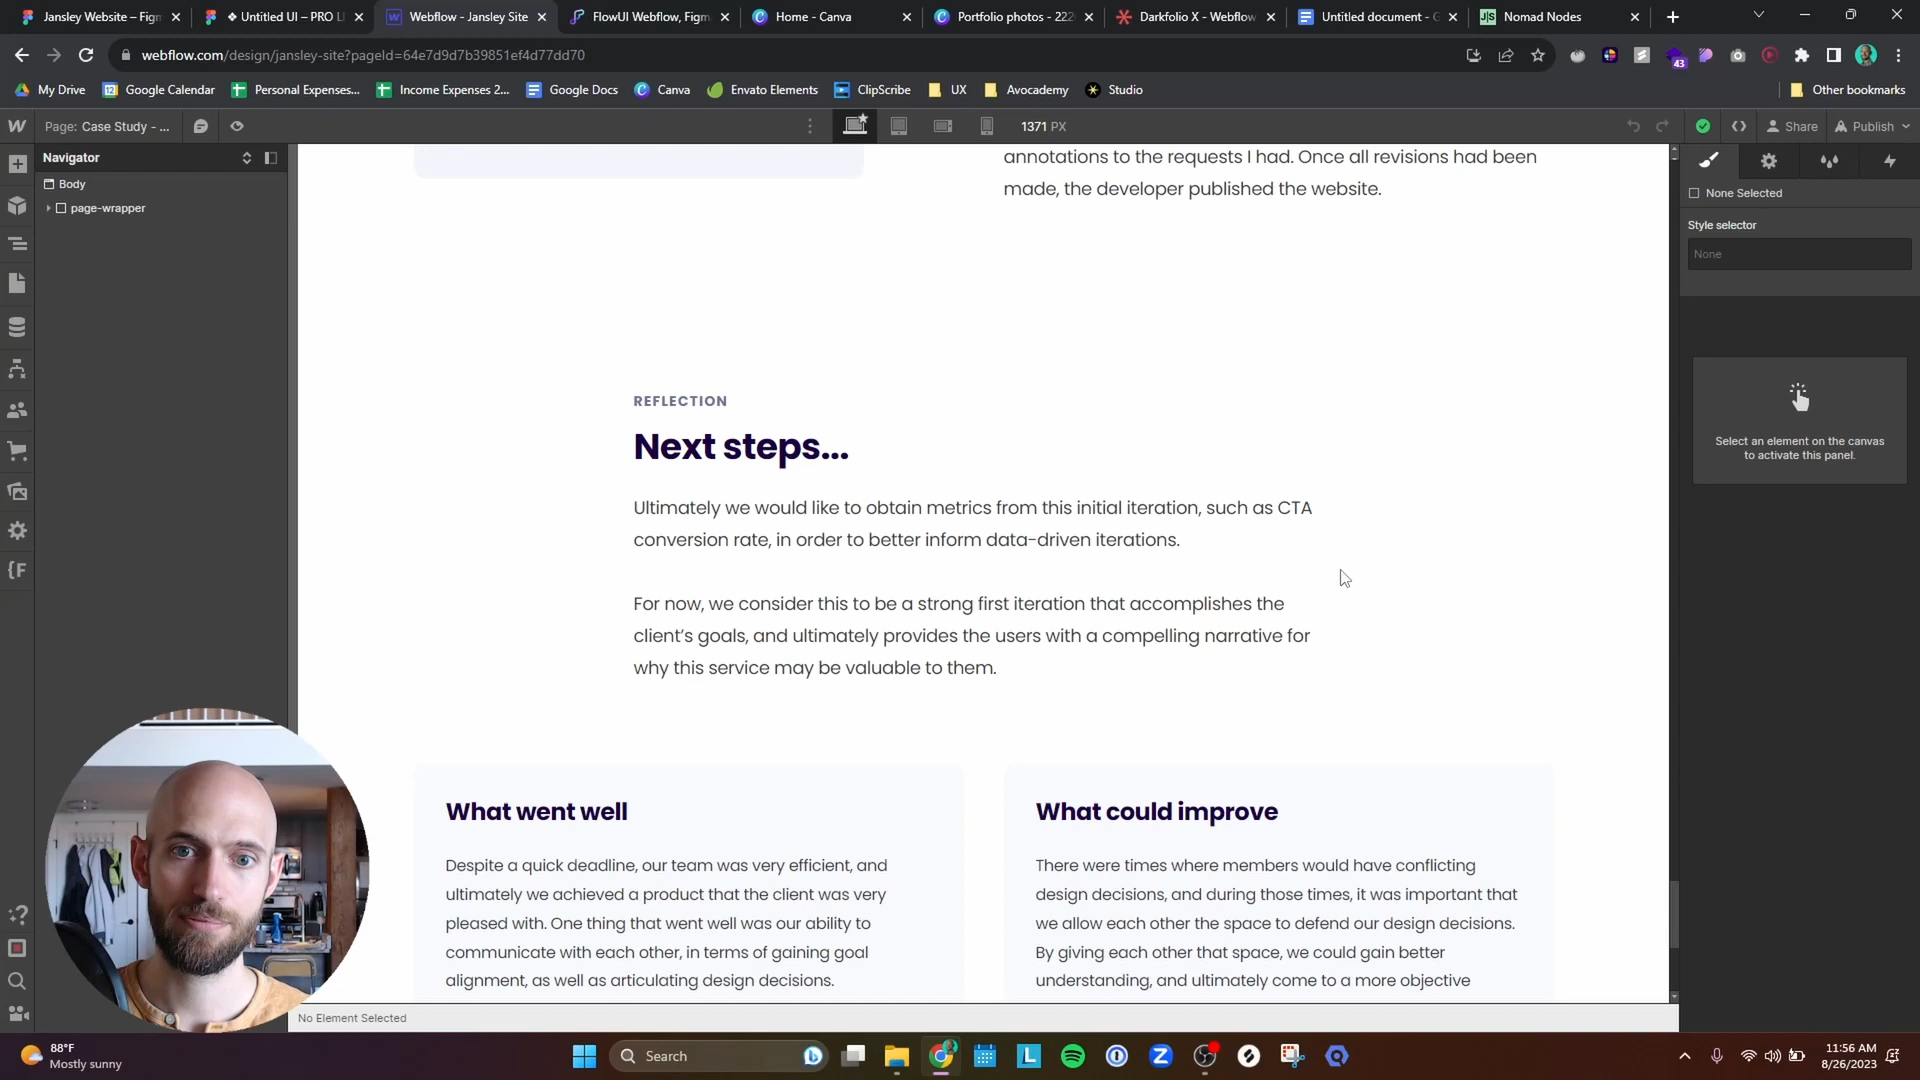 Jansley Website – Figm
❖ Untitled UI – PRO LI
Webflow - Jansley Site
FlowUI Webflow, Figm
Home - Canva
Portfolio photos - 222
Darkfolio X - Webflow
Untitled document - G
Nomad Nodes
webflow.com/design/jansley-site?pageId=64e7d9d7b39851ef4d77dd70
43
My Drive
Google Calendar
Personal Expenses...
Income Expenses 2...
Google Docs
Canva
Envato Elements
ClipScribe
UX
Avocademy
Studio
Other bookmarks
Page: Case Study - ...
1371 PX
Share
Publish
Navigator
Body
page-wrapper
None Selected
Style selector
None
Select an element on the canvas
to activate this panel.
annotations to the requests I had. Once all revisions had been
made, the developer published the website.
REFLECTION
Next steps...
Ultimately we would like to obtain metrics from this initial iteration, such as CTA
conversion rate, in order to better inform data-driven iterations.
For now, we consider this to be a strong first iteration that accomplishes the
client's goals, and ultimately provides the users with a compelling narrative for
why this service may be valuable to them.
What went well
Despite a quick deadline, our team was very efficient, and
ultimately we achieved a product that the client was very
pleased with. One thing that went well was our ability to
communicate with each other, in terms of gaining goal
alignment, as well as articulating design decisions.
What could improve
There were times where members would have conflicting
design decisions, and during those times, it was important that
we allow each other the space to defend our design decisions.
By giving each other that space, we could gain better
understanding, and ultimately come to a more objective
No Element Selected
88°F
Mostly sunny
Search
11:56 AM
8/26/2023